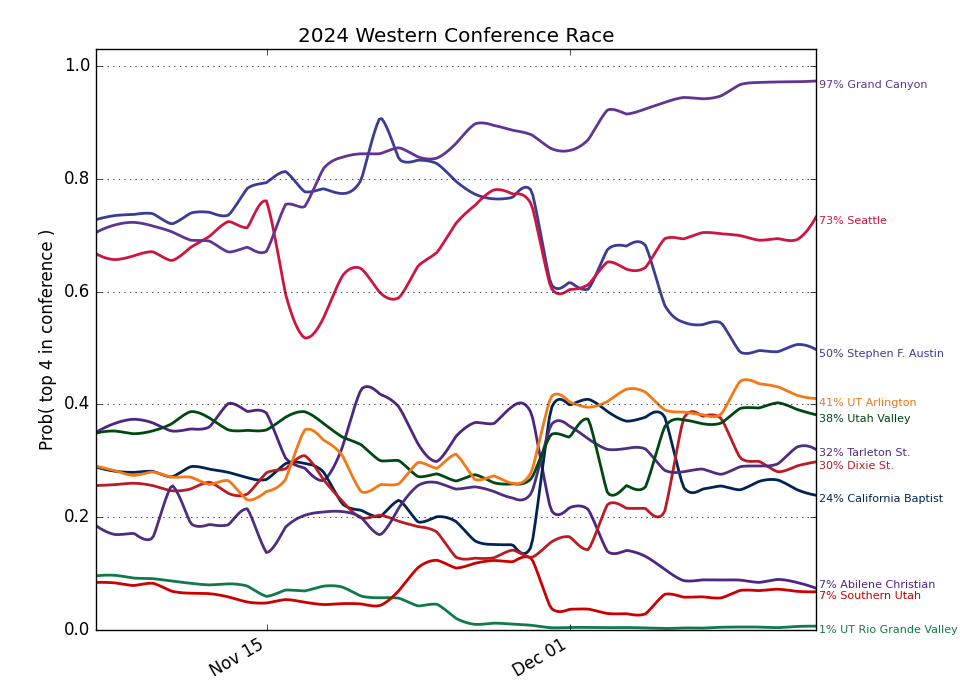 2024 Western Conference Race
Prob( top 4 in conference )
1.0
0.8
0.6
0.4
0.2
0.0
Nov 15
Dec 01
97% Grand Canyon
73% Seattle
50% Stephen F. Austin
41% UT Arlington
38% Utah Valley
32% Tarleton St.
30% Dixie St.
24% California Baptist
7% Abilene Christian
7% Southern Utah
1% UT Rio Grande Valley